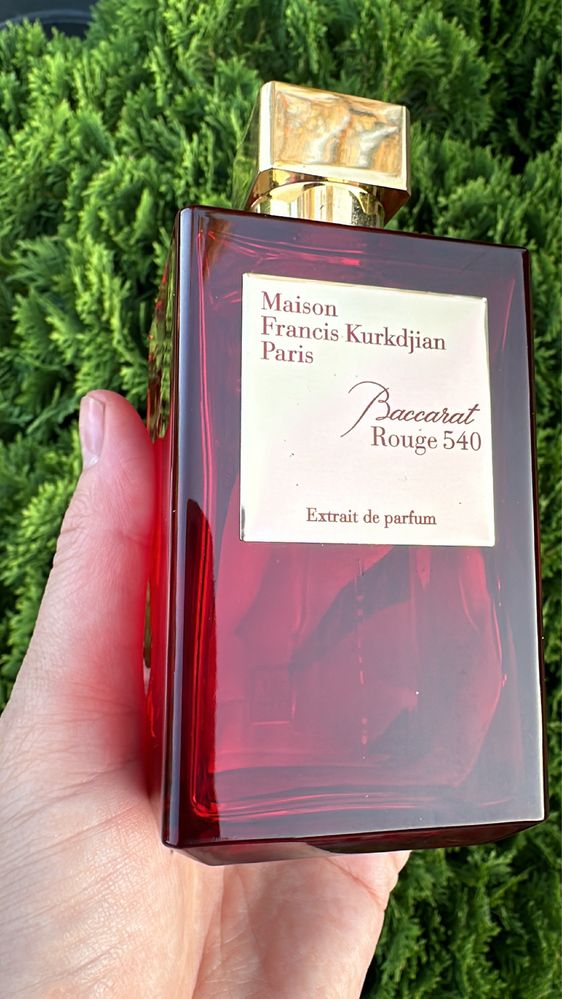 Maison
Francis Kurkdjian
Paris
Baccarat
Rouge 540
Extrait de parfum